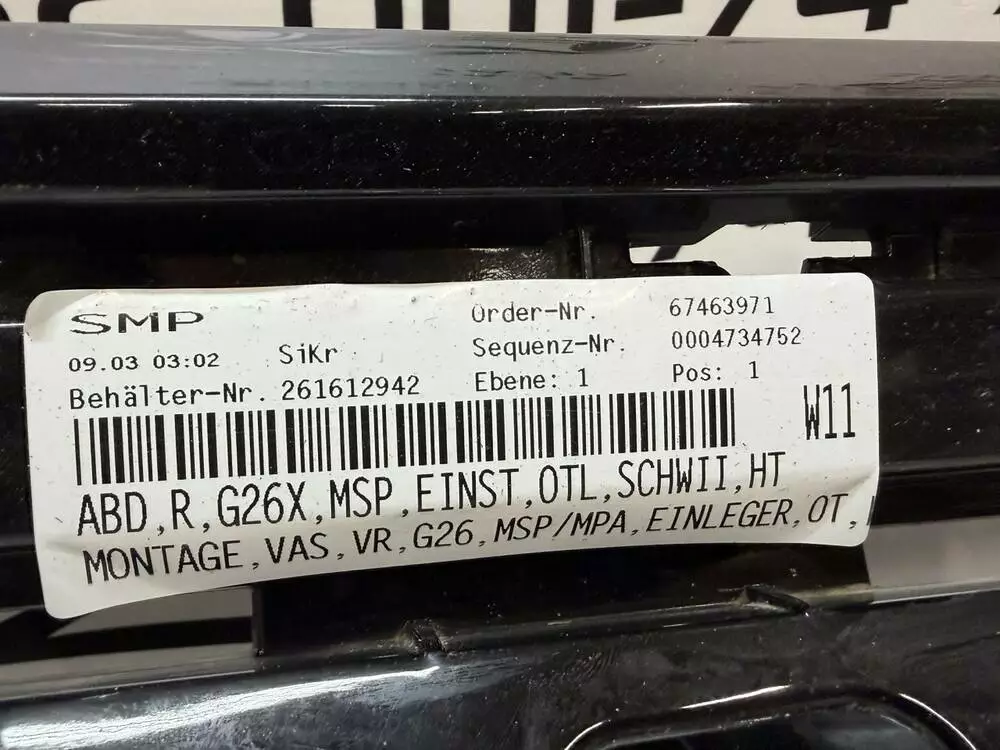 SMP
09.03 03:02 SiKr
Behälter-Nr. 261612942
Order-Nr. 67463971
Sequenz-Nr. 0004734752
Ebene: 1 Pos: 1
W11
ABD,R,G26X,MSP,EINST,OTL,SCHWII,HT
MONTAGE,VAS,VR,G26,MSP/MPA,EINLEGER,OT,